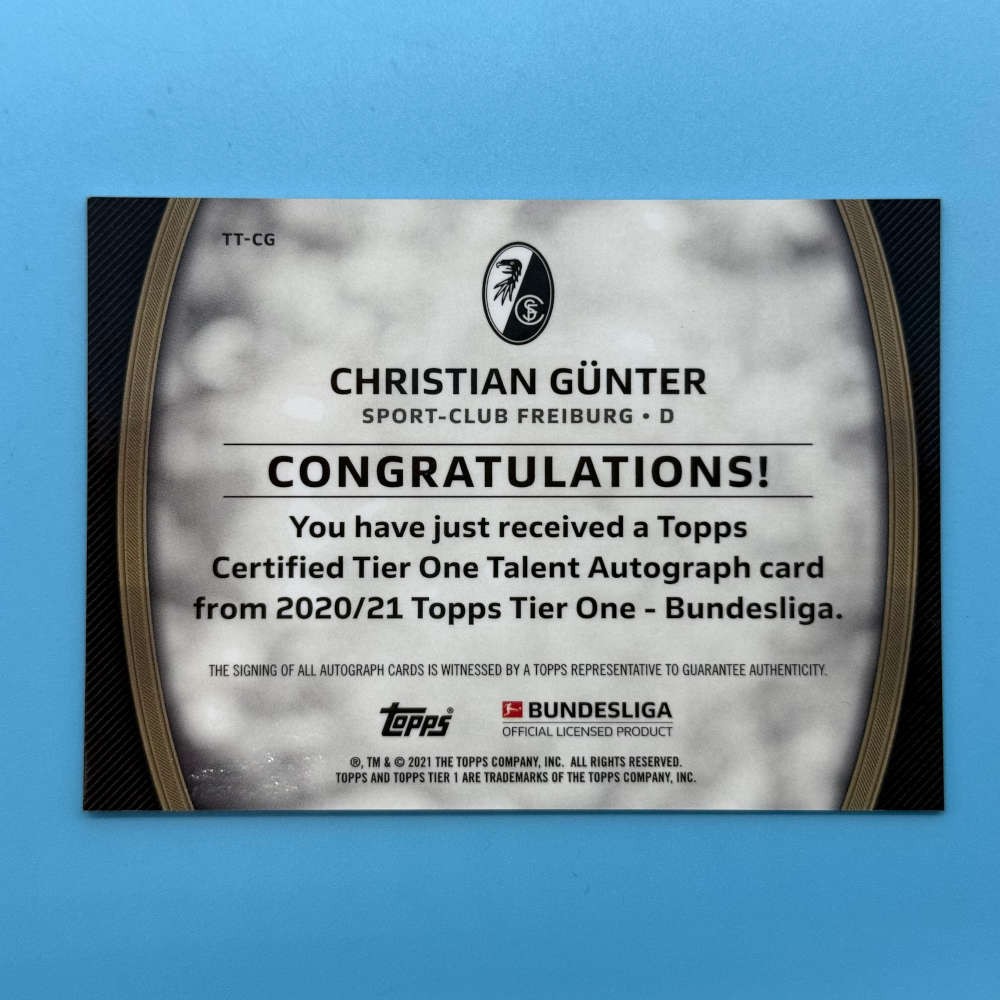 TT-CG
SC
CHRISTIAN GÜNTER
SPORT-CLUB FREIBURG • D
CONGRATULATIONS!
You have just received a Topps
Certified Tier One Talent Autograph card
from 2020/21 Topps Tier One - Bundesliga.
THE SIGNING OF ALL AUTOGRAPH CARDS IS WITNESSED BY A TOPPS REPRESENTATIVE TO GUARANTEE AUTHENTICITY.
topps®
BUNDESLIGA
OFFICIAL LICENSED PRODUCT
®, TM & © 2021 THE TOPPS COMPANY, INC. ALL RIGHTS RESERVED.
TOPPS AND TOPPS TIER 1 ARE TRADEMARKS OF THE TOPPS COMPANY, INC.